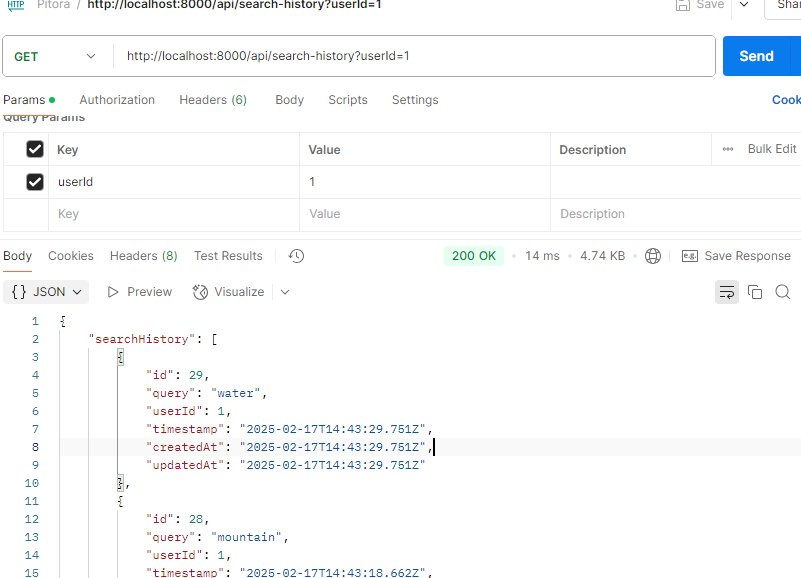 HTTP Pitora / http://localhost:8000/api/search-history?userId=1 Save Shar
GET http://localhost:8000/api/search-history?userId=1 Send
Params Authorization Headers (6) Body Scripts Settings Cook
Query Params
Key Value Description Bulk Edit
userId 1
Key Value Description
Body Cookies Headers (8) Test Results 200 OK 14 ms 4.74 KB e.g. Save Response
{} JSON Preview Visualize
1 {
2 "searchHistory": [
3 {
4 "id": 29,
5 "query": "water",
6 "userId": 1,
7 "timestamp": "2025-02-17T14:43:29.751Z",
8 "createdAt": "2025-02-17T14:43:29.751Z",
9 "updatedAt": "2025-02-17T14:43:29.751Z"
10 },
11 {
12 "id": 28,
13 "query": "mountain",
14 "userId": 1,
15 "timestamp": "2025-02-17T14:43:18.662Z",